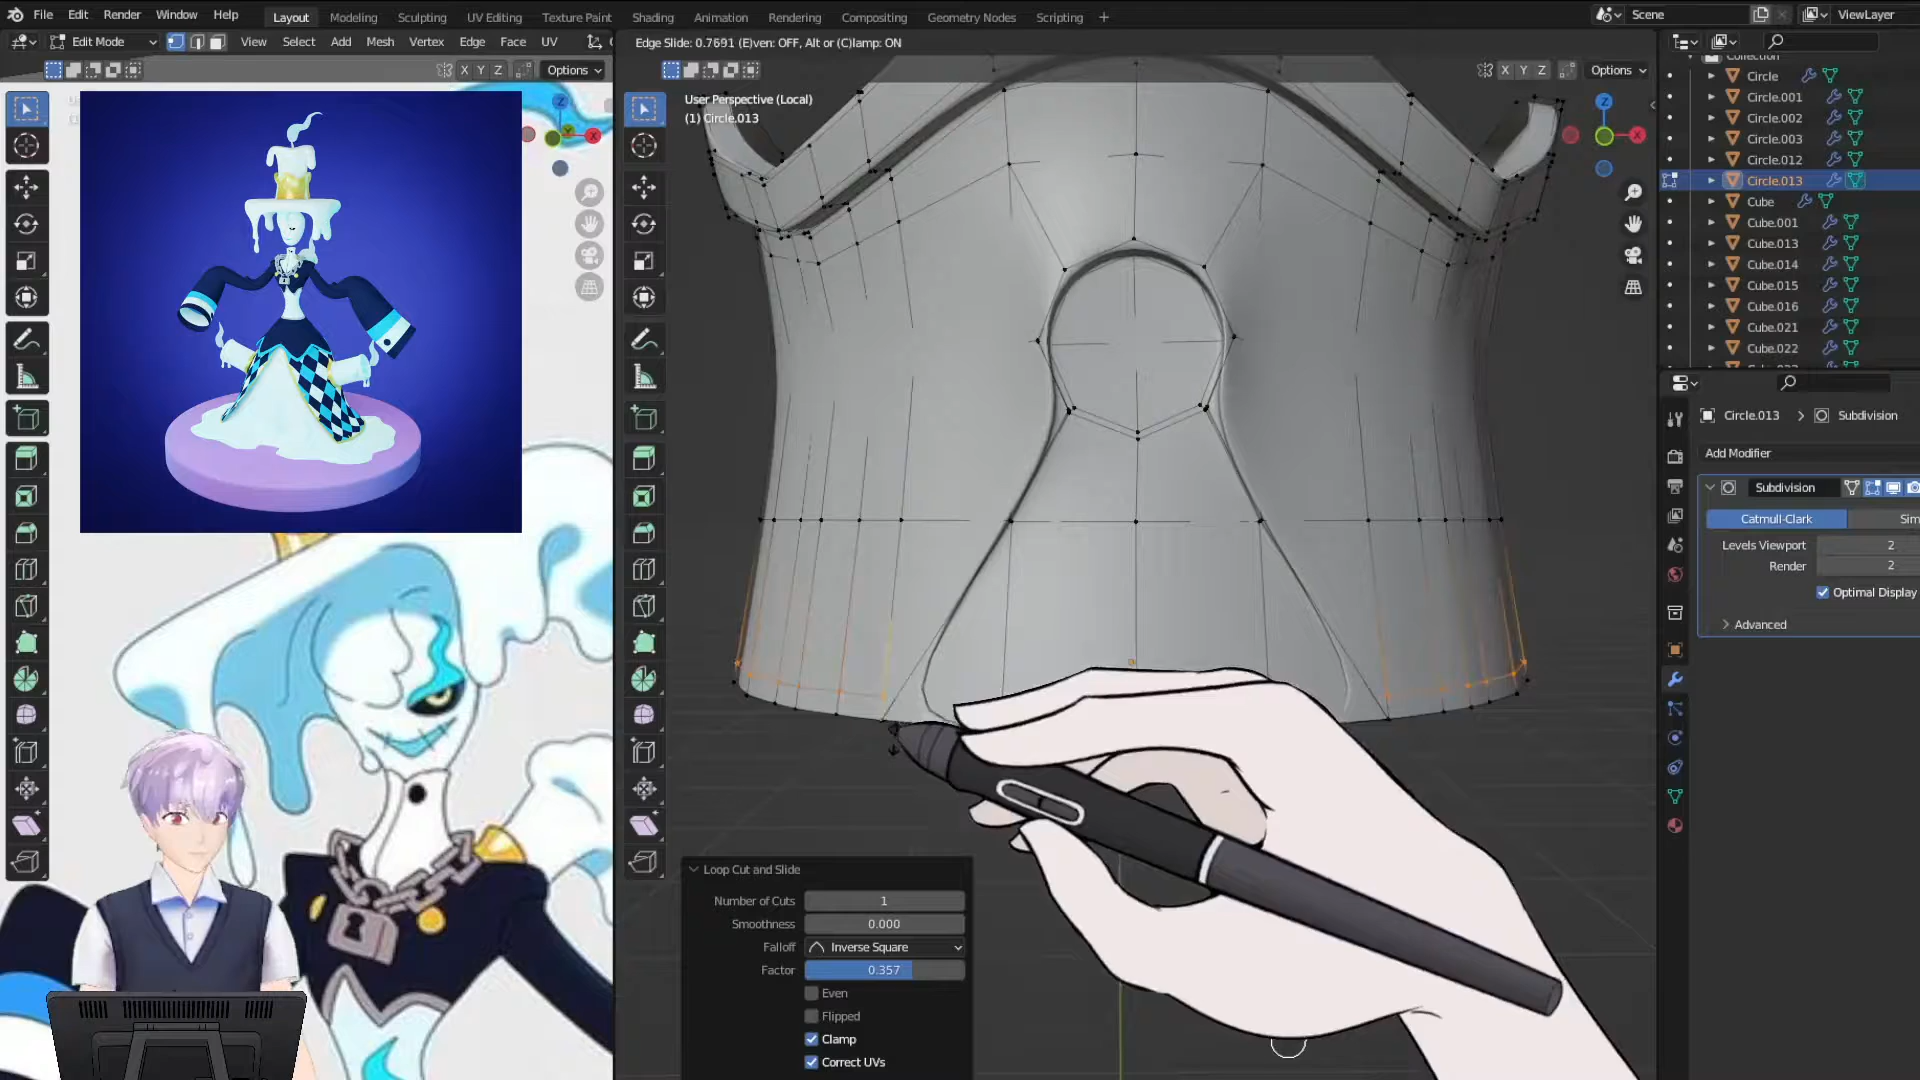 File Edit Render Window Help
Layout Modeling Sculpting UV Editing Texture Paint Shading Animation Rendering Compositing Geometry Nodes Scripting +
Scene
ViewLayer
Edit Mode View Select Add Mesh Vertex Edge Face UV
Edge Slide: 0.7691 (E)ven: OFF, Alt or (C)lamp: ON
X Y Z Options
X Y Z Options
User Perspective (Local)
(1) Circle.013
Z
X
Y
Z
X
Collection
Circle
Circle.001
Circle.002
Circle.003
Circle.012
Circle.013
Cube
Cube.001
Cube.013
Cube.014
Cube.015
Cube.016
Cube.021
Cube.022
Circle.013 > Subdivision
Add Modifier
Subdivision
Catmull-Clark Sim
Levels Viewport 2
Render 2
Optimal Display
Advanced
Loop Cut and Slide
Number of Cuts 1
Smoothness 0.000
Falloff Inverse Square
Factor 0.357
Even
Flipped
Clamp
Correct UVs